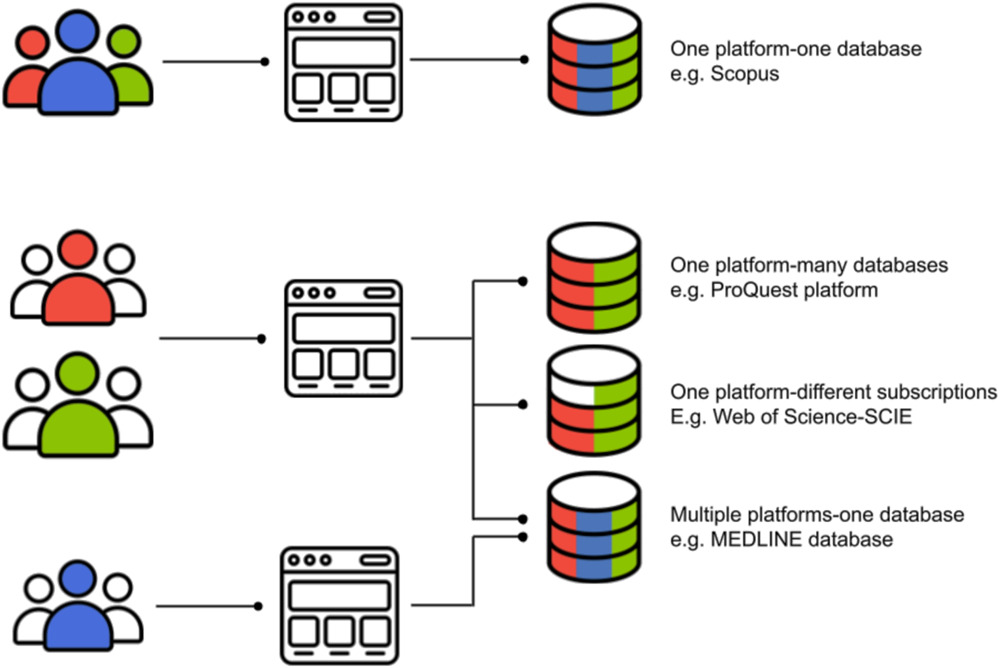 One platform-one database
e.g. Scopus
One platform-many databases
e.g. ProQuest platform
One platform-different subscriptions
E.g. Web of Science-SCIE
Multiple platforms-one database
e.g. MEDLINE database